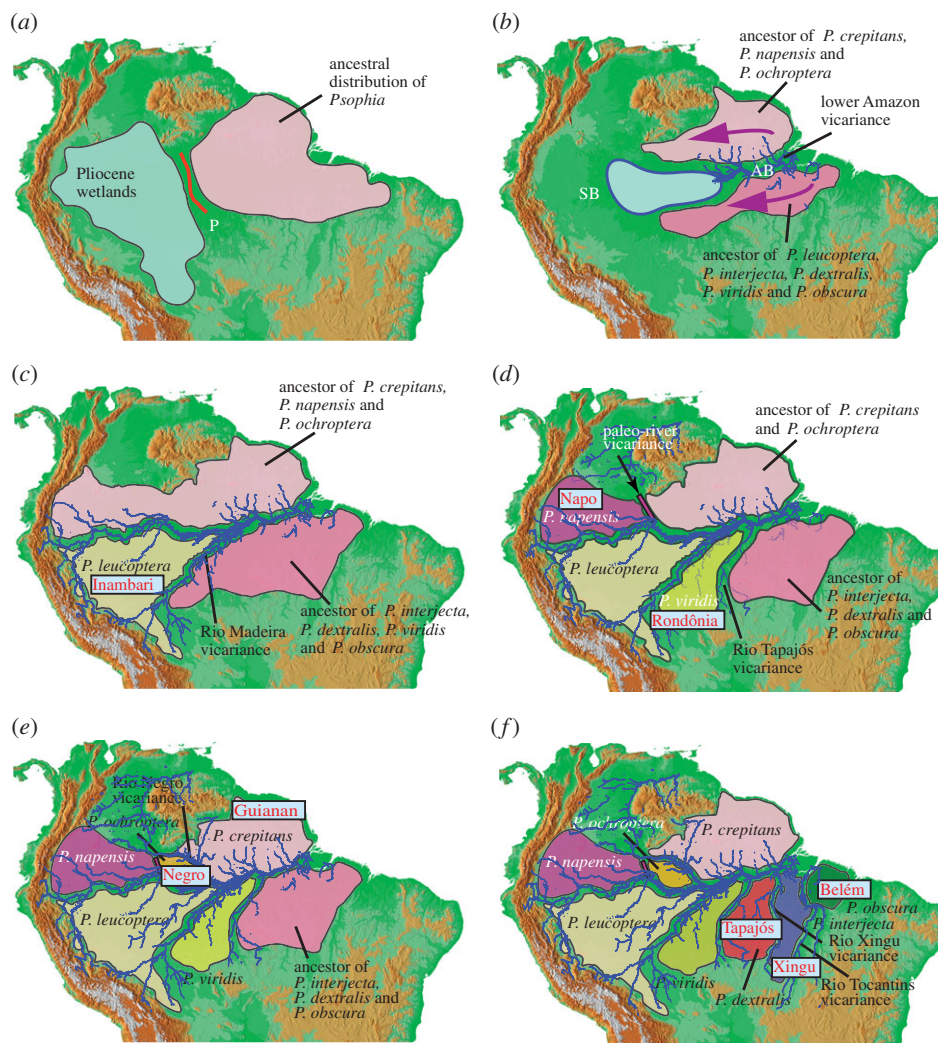 (a)
ancestral
distribution of
Psophia
Pliocene
wetlands
P
(b)
ancestor of P. crepitans,
P. napensis and
P. ochroptera
lower Amazon
vicariance
AB
SB
ancestor of P. leucoptera,
P. interjecta, P. dextralis,
P. viridis and P. obscura
(c)
ancestor of P. crepitans,
P. napensis and
P. ochroptera
P. leucoptera
Inambari
Rio Madeira
vicariance
ancestor of P. interjecta,
P. dextralis, P. viridis
and P. obscura
(d)
paleo-river
vicariance
ancestor of P. crepitans
and P. ochroptera
Napo
P. napensis
P. leucoptera
P. viridis
Rondônia
Rio Tapajós
vicariance
ancestor of
P. interjecta,
P. dextralis and
P. obscura
(e)
Rio Negro
vicariance
P. ochroptera
Guianan
P. crepitans
P. napensis
Negro
P. leucoptera
P. viridis
ancestor of
P. interjecta,
P. dextralis and
P. obscura
(f)
P. ochroptera
P. crepitans
P. napensis
Belém
P. leucoptera
P. obscura
P. interjecta
Tapajós
Rio Xingu
vicariance
Xingu
P. viridis
P. dextralis
Rio Tocantins
vicariance